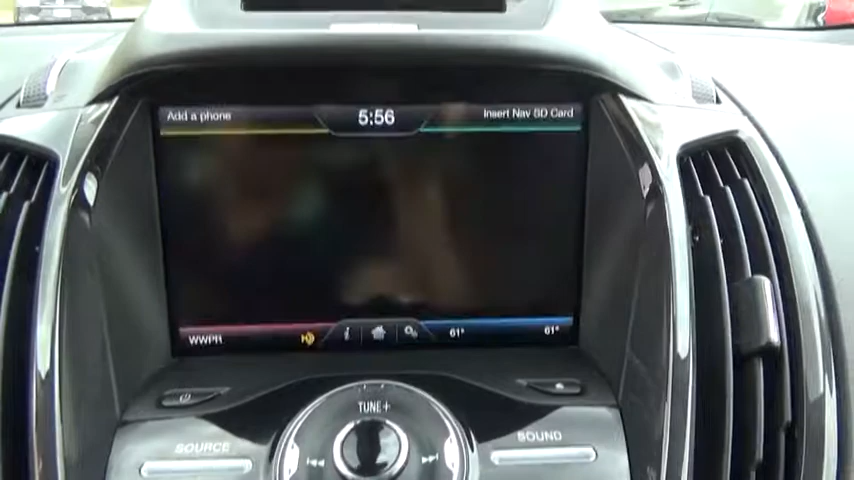 Add a phone
5:56
Insert Nav SD Card
WWPR
i
61°
61°
TUNE+
SOURCE
SOUND